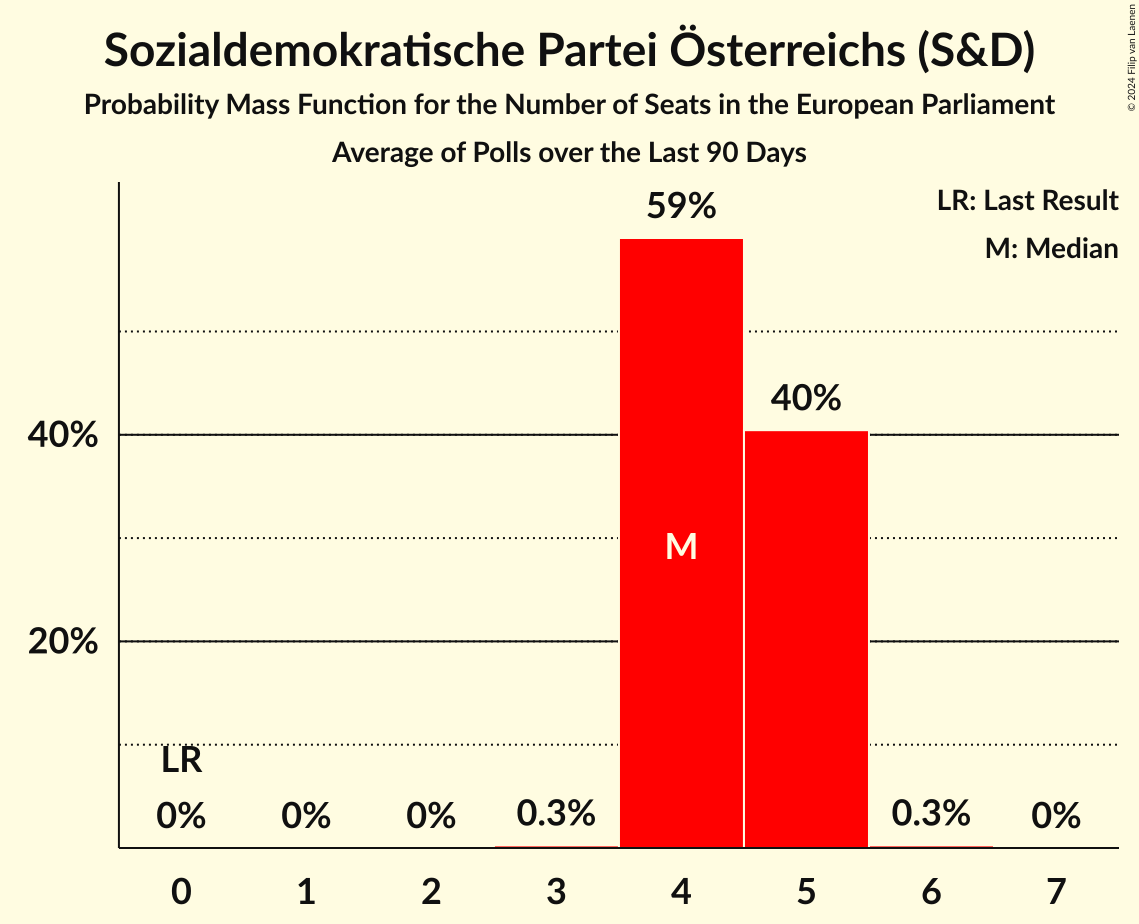 Sozialdemokratische Partei Österreichs (S&D)
Probability Mass Function for the Number of Seats in the European Parliament
Average of Polls over the Last 90 Days
© 2024 Filip van Laenen
LR: Last Result
M: Median
59%
40%
40%
M
20%
LR
0%
0%
0%
0.3%
0.3%
0%
0
1
2
3
4
5
6
7